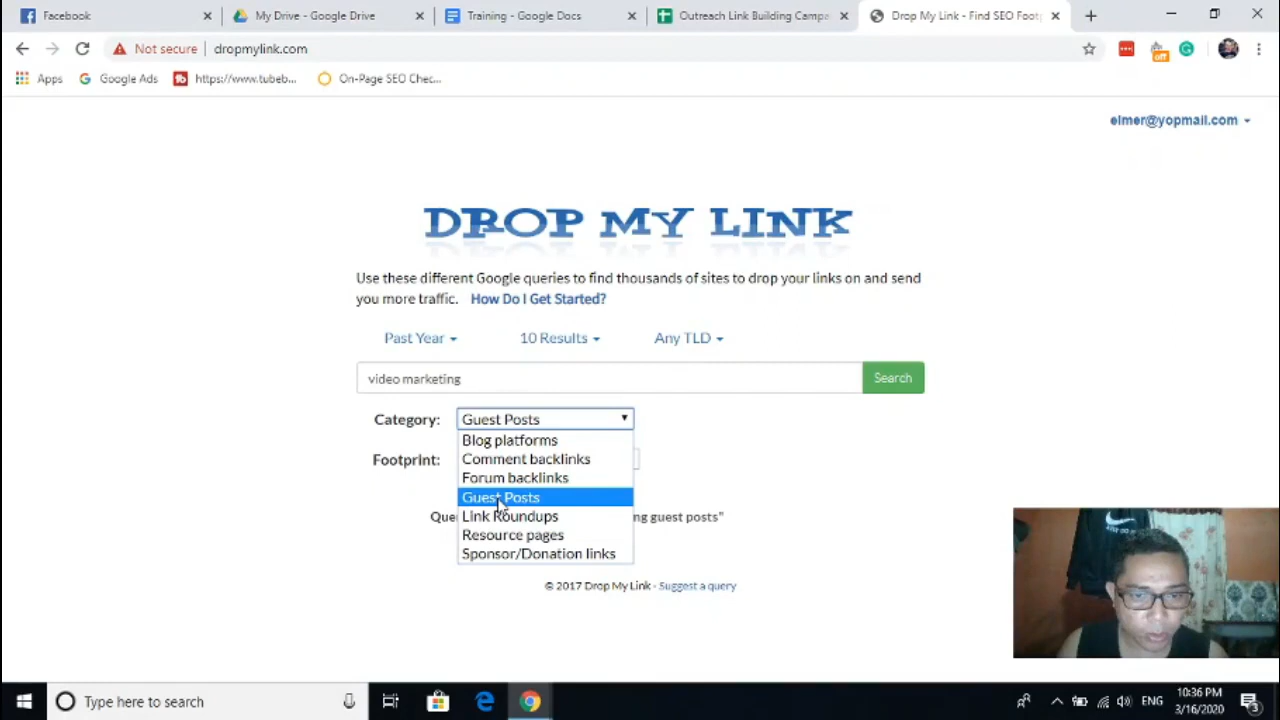 Facebook
My Drive - Google Drive
Training - Google Docs
Outreach Link Building Campa
Drop My Link - Find SEO Foot
Not secure
dropmylink.com
Apps
Google Ads
https://www.tubeb...
On-Page SEO Chec...
off
elmer@yopmail.com
DROP MY LINK
Use these different Google queries to find thousands of sites to drop your links on and send
you more traffic. How Do I Get Started?
Past Year
10 Results
Any TLD
video marketing
Search
Category:
Guest Posts
Blog platforms
Comment backlinks
Footprint:
Forum backlinks
Guest Posts
Link Roundups
Resource pages
Sponsor/Donation links
Que
ng guest posts"
© 2017 Drop My Link - Suggest a query
Type here to search
ENG
10:36 PM
3/16/2020
3